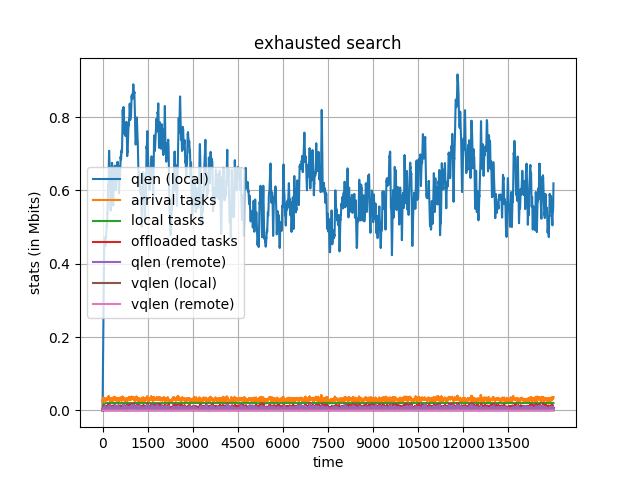 exhausted search
stats (in Mbits)
0.8
0.6
0.4
0.2
0.0
qlen (local)
arrival tasks
local tasks
offloaded tasks
qlen (remote)
vqlen (local)
vqlen (remote)
0 1500 3000 4500 6000 7500 9000 10500 12000 13500
time